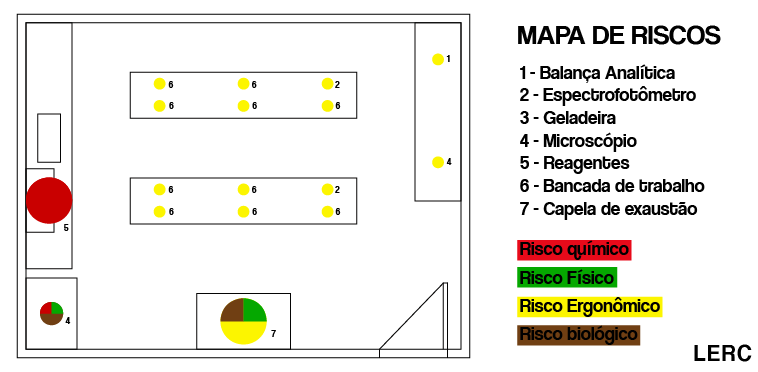 MAPA DE RISCOS
1 - Balança Analítica
2 - Espectrofotômetro
3 - Geladeira
4 - Microscópio
5 - Reagentes
6 - Bancada de trabalho
7 - Capela de exaustão
Risco químico
Risco Físico
Risco Ergonômico
Risco biológico
LERC
1
6 6 2
6 6 6
4
6 6 2
6 6 6
5
4
7